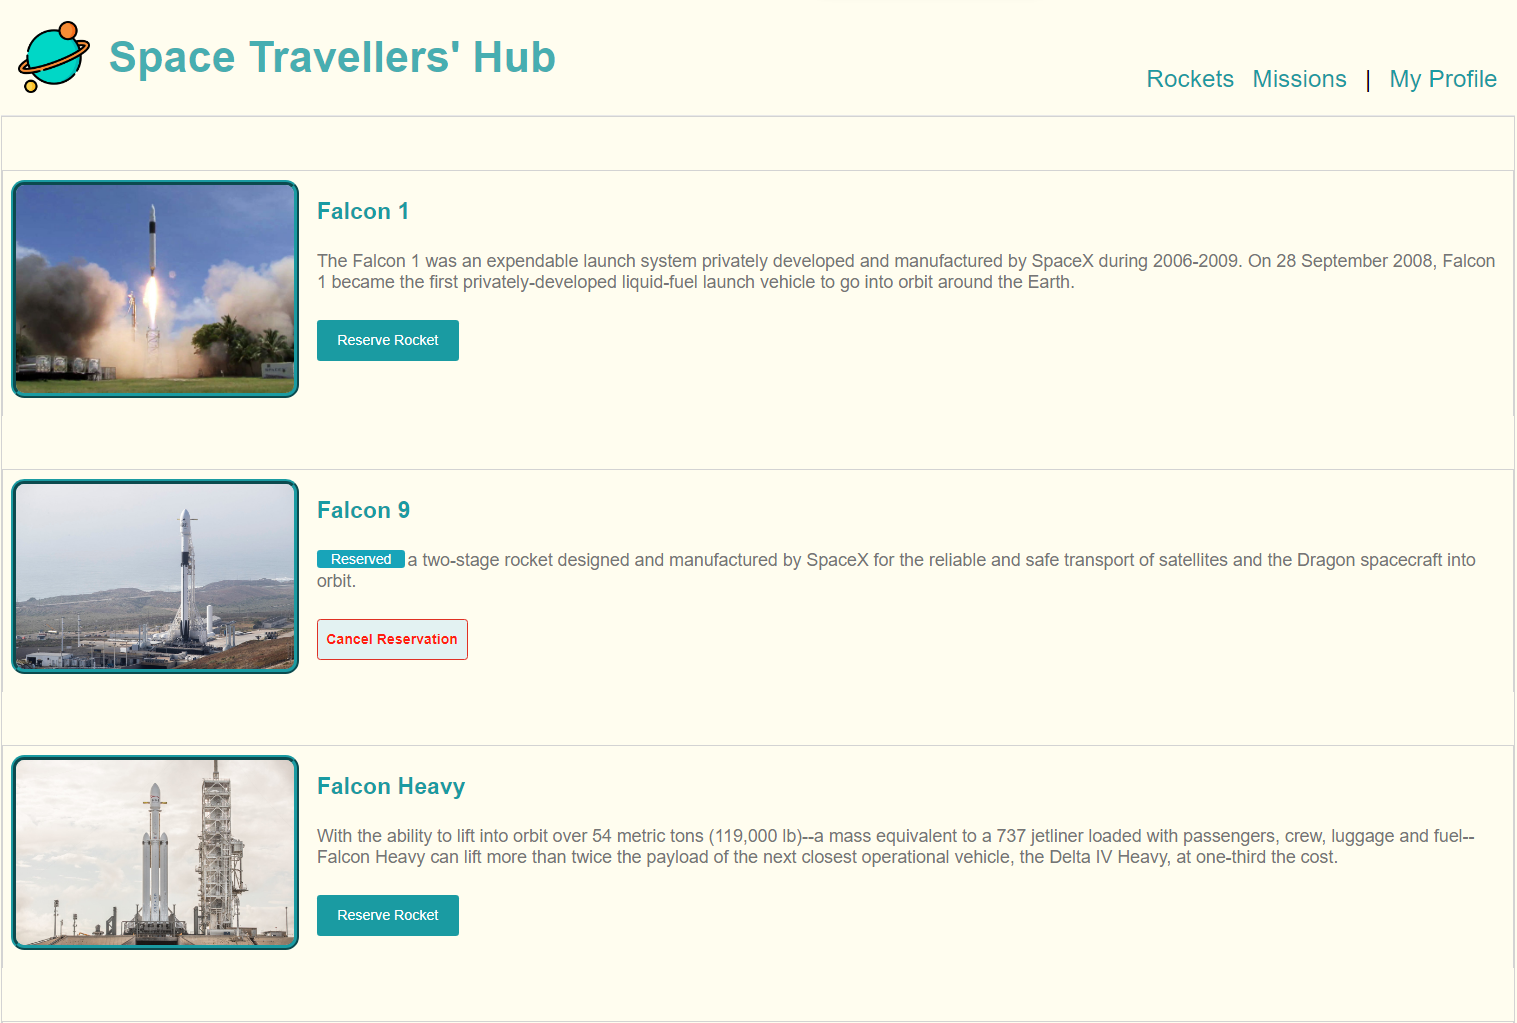 Space Travellers' Hub
Rockets Missions | My Profile
Falcon 1
The Falcon 1 was an expendable launch system privately developed and manufactured by SpaceX during 2006-2009. On 28 September 2008, Falcon
1 became the first privately-developed liquid-fuel launch vehicle to go into orbit around the Earth.
Reserve Rocket
Falcon 9
Reserved a two-stage rocket designed and manufactured by SpaceX for the reliable and safe transport of satellites and the Dragon spacecraft into
orbit.
Cancel Reservation
Falcon Heavy
With the ability to lift into orbit over 54 metric tons (119,000 lb)--a mass equivalent to a 737 jetliner loaded with passengers, crew, luggage and fuel--
Falcon Heavy can lift more than twice the payload of the next closest operational vehicle, the Delta IV Heavy, at one-third the cost.
Reserve Rocket